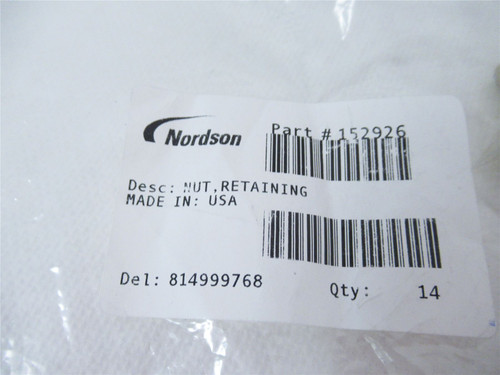 Nordson
Part # 152926
Desc: NUT,RETAINING
MADE IN: USA
Del: 814999768
Qty: 14